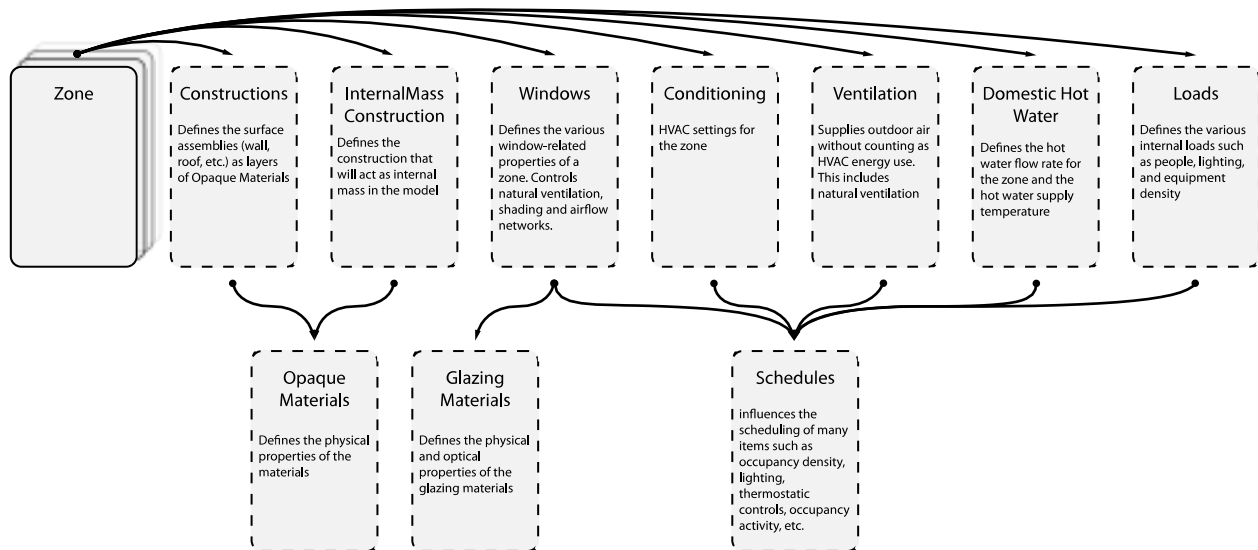 Zone
Constructions
Defines the surface
assemblies (wall,
roof, etc.) as layers
of Opaque Materials
InternalMass
Construction
Defines the
construction that
will act as internal
mass in the model
Windows
Defines the various
window-related
properties of a
zone. Controls
natural ventilation,
shading and airflow
networks.
Conditioning
HVAC settings for
the zone
Ventilation
Supplies outdoor air
without counting as
HVAC energy use.
This includes
natural ventilation
Domestic Hot
Water
Defines the hot
water flow rate for
the zone and the
hot water supply
temperature
Loads
Defines the various
internal loads such
as people, lighting,
and equipment
density
Opaque
Materials
Defines the physical
properties of the
materials
Glazing
Materials
Defines the physical
and optical
properties of the
glazing materials
Schedules
influences the
scheduling of many
items such as
occupancy density,
lighting,
thermostatic
controls, occupancy
activity, etc.